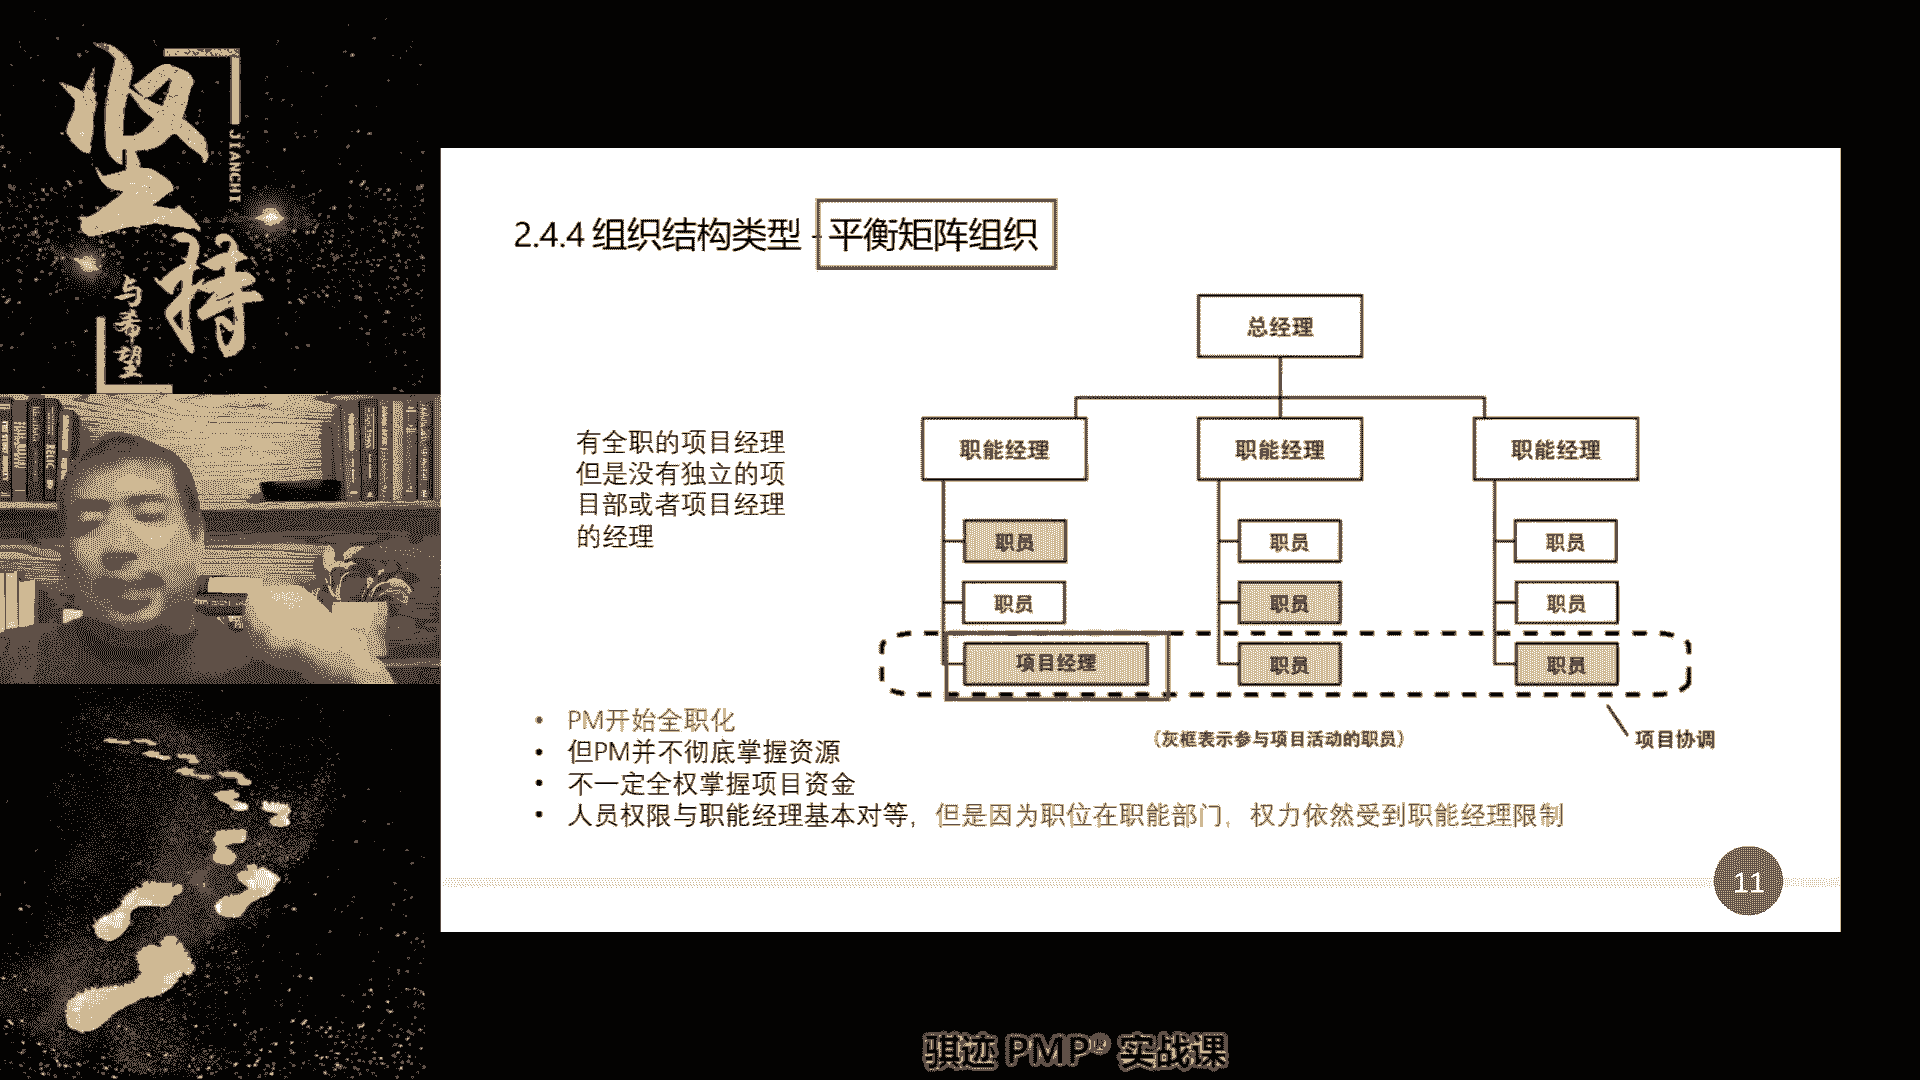 坚
持
JIANCHI
与希望
2.4.4 组织结构类型 - 平衡矩阵组织
总经理
职能经理 职能经理 职能经理
有全职的项目经理
但是没有独立的项
目部或者项目经理
的经理
职员 职员 职员
职员 职员 职员
项目经理 职员 职员
(灰框表示参与项目活动的职员)
项目协调
• PM开始全职化
• 但PM并不彻底掌握资源
• 不一定全权掌握项目资金
• 人员权限与职能经理基本对等，但是因为职位在职能部门，权力依然受到职能经理限制
11
骐迹 PMP® 实战课